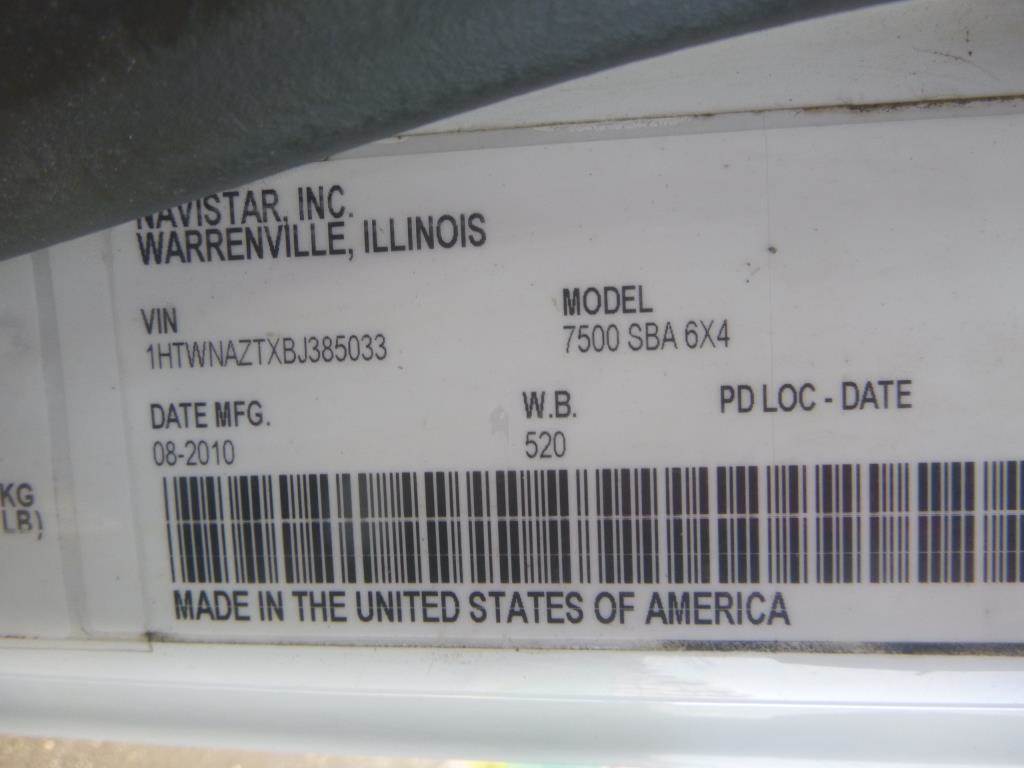 NAVISTAR, INC.
WARRENVILLE, ILLINOIS
VIN
1HTWNAZTXBJ385033
MODEL
7500 SBA 6X4
DATE MFG.
08-2010
W.B.
520
PD LOC - DATE
KG
LB)
MADE IN THE UNITED STATES OF AMERICA